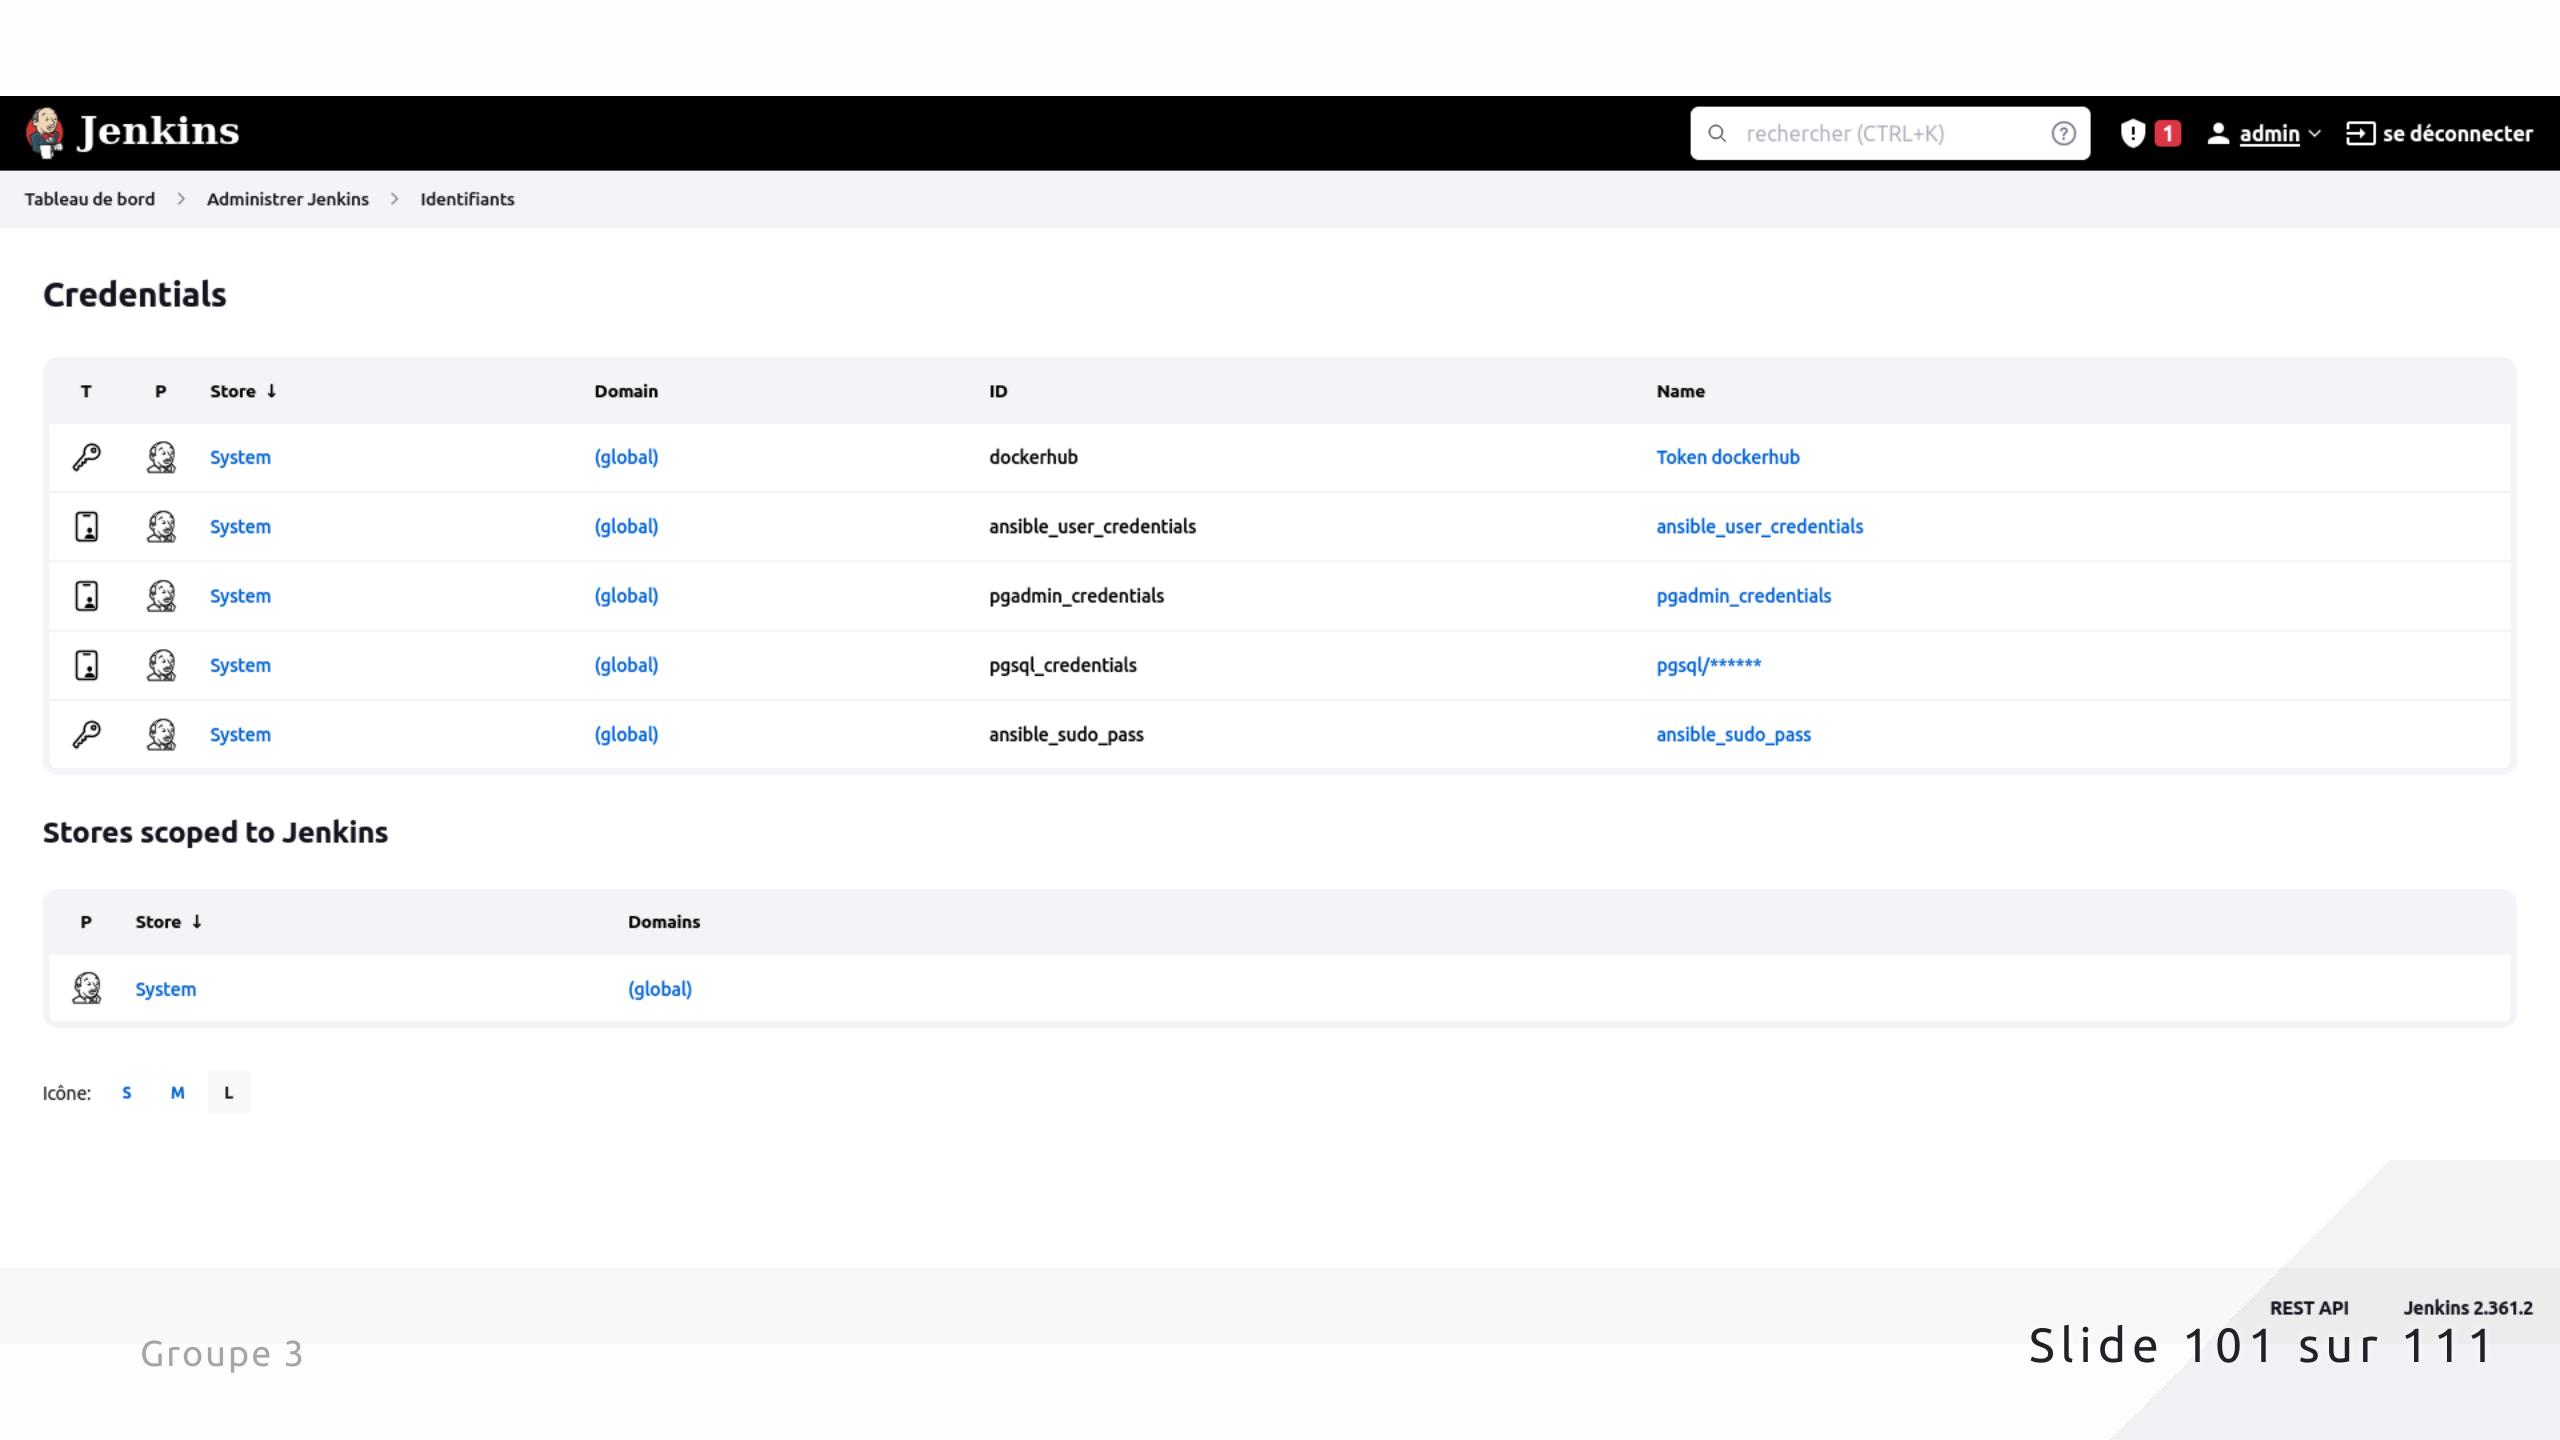 Jenkins
rechercher (CTRL+K)
1
admin
se déconnecter
Tableau de bord Administrer Jenkins Identifiants
Credentials
T P Store ↓ Domain ID Name
System (global) dockerhub Token dockerhub
System (global) ansible_user_credentials ansible_user_credentials
System (global) pgadmin_credentials pgadmin_credentials
System (global) pgsql_credentials pgsql/******
System (global) ansible_sudo_pass ansible_sudo_pass
Stores scoped to Jenkins
P Store ↓ Domains
System (global)
Icône: S M L
REST API Jenkins 2.361.2
Groupe 3
Slide 101 sur 111